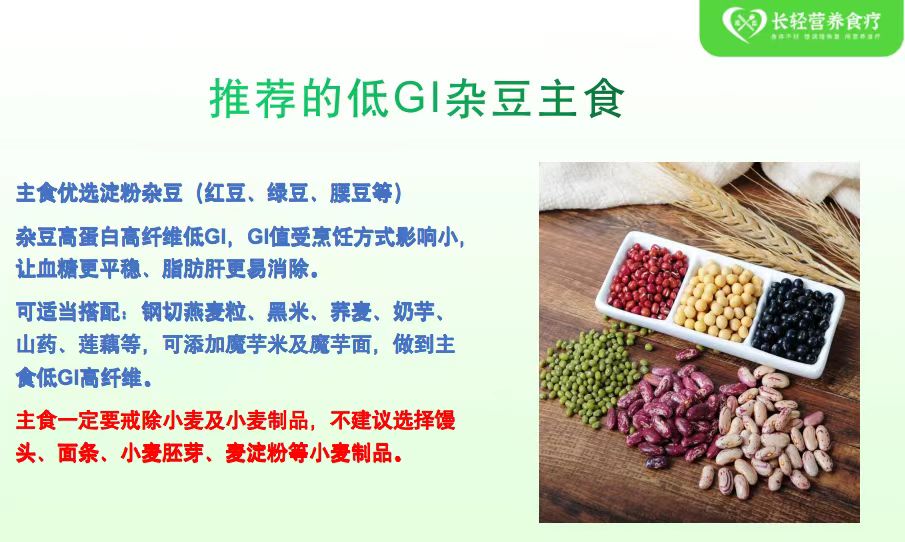 长轻营养食疗
推荐的低GI杂豆主食
主食优选淀粉杂豆（红豆、绿豆、腰豆等）
杂豆高蛋白高纤维低GI，GI值受烹饪方式影响小，
让血糖更平稳、脂肪肝更易消除。
可适当搭配：钢切燕麦粒、黑米、荞麦、奶芋、
山药、莲藕等，可添加魔芋米及魔芋面，做到主
食低GI高纤维。
主食一定要戒除小麦及小麦制品，不建议选择馒
头、面条、小麦胚芽、麦淀粉等小麦制品。